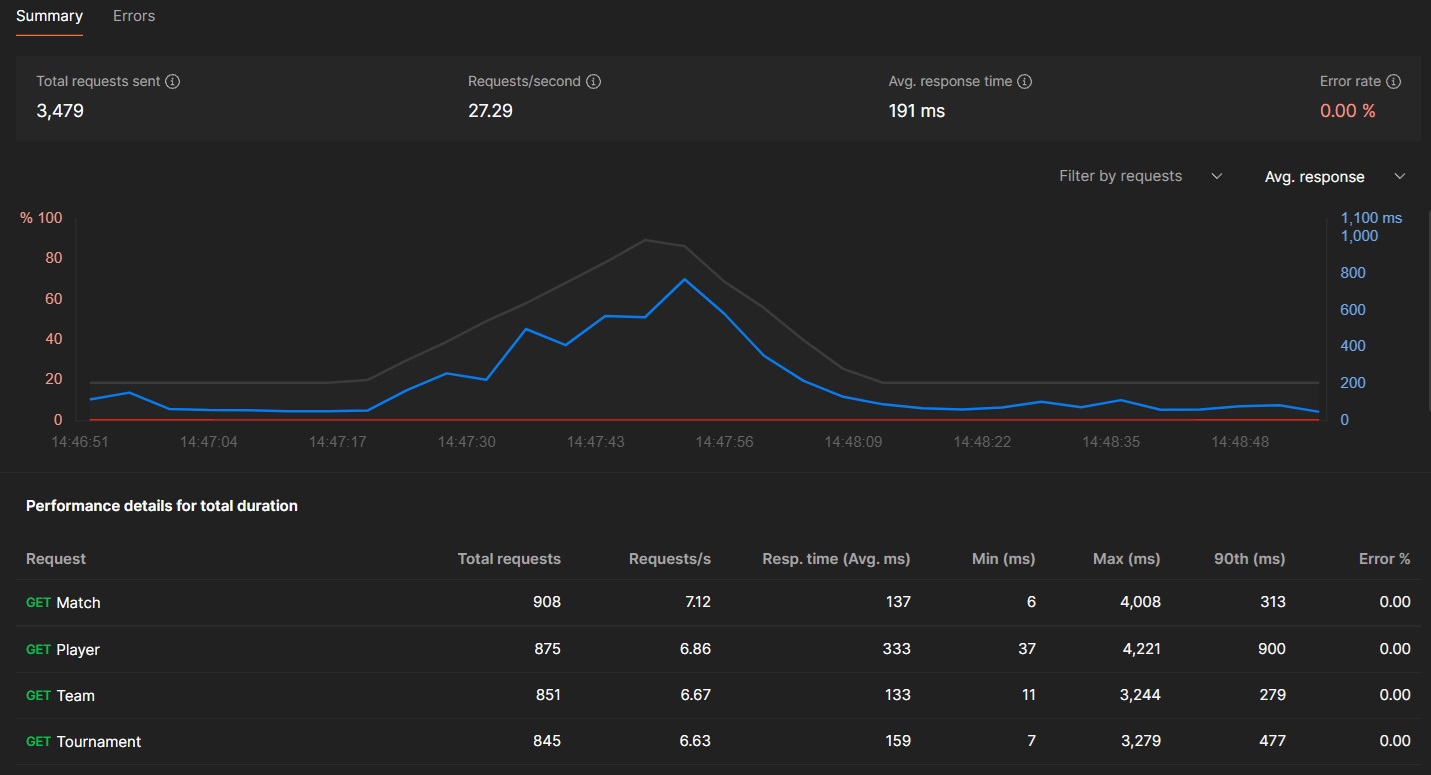 Summary Errors
Total requests sent Requests/second Avg. response time Error rate
3,479 27.29 191 ms 0.00 %
Filter by requests Avg. response
% 100 1,100 ms
1,000
80 800
60 600
40 400
20 200
0 0
14:46:51 14:47:04 14:47:17 14:47:30 14:47:43 14:47:56 14:48:09 14:48:22 14:48:35 14:48:48
Performance details for total duration
Request Total requests Requests/s Resp. time (Avg. ms) Min (ms) Max (ms) 90th (ms) Error %
GET Match 908 7.12 137 6 4,008 313 0.00
GET Player 875 6.86 333 37 4,221 900 0.00
GET Team 851 6.67 133 11 3,244 279 0.00
GET Tournament 845 6.63 159 7 3,279 477 0.00